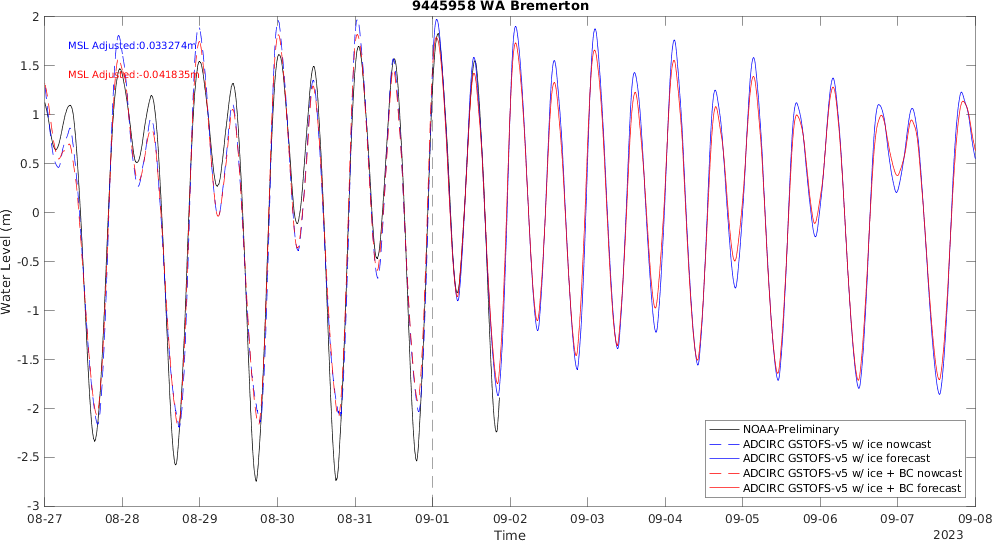 9445958 WA Bremerton
MSL Adjusted:0.033274m
MSL Adjusted:-0.041835m
2
1.5
1
0.5
0
-0.5
-1
-1.5
-2
-2.5
-3
Water Level (m)
NOAA-Preliminary
ADCIRC GSTOFS-v5 w/ ice nowcast
ADCIRC GSTOFS-v5 w/ ice forecast
ADCIRC GSTOFS-v5 w/ ice + BC nowcast
ADCIRC GSTOFS-v5 w/ ice + BC forecast
08-27 08-28 08-29 08-30 08-31 09-01 09-02 09-03 09-04 09-05 09-06 09-07 09-08
Time
2023